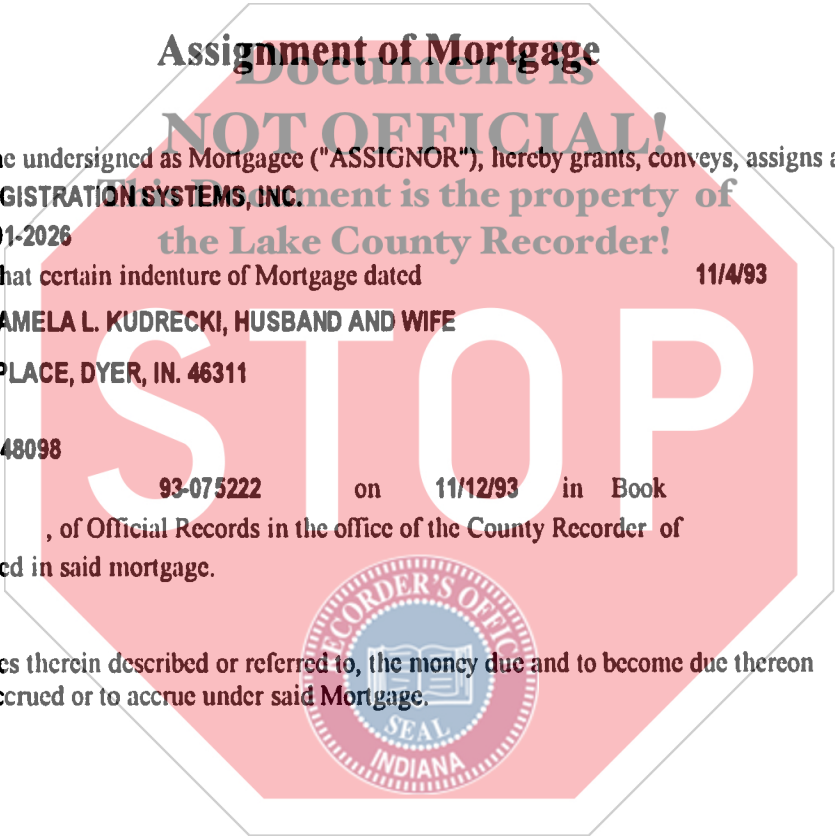 Assignment of Mortgage
Document is
NOT OFFICIAL!
e undersigned as Mortgagee ("ASSIGNOR"), hereby grants, conveys, assigns a
This Document is the property of
GISTRATION SYSTEMS, INC.
the Lake County Recorder!
01-2026
hat certain indenture of Mortgage dated 11/4/93
AMELA L. KUDRECKI, HUSBAND AND WIFE
PLACE, DYER, IN. 46311
STOP
48098
93-075222 on 11/12/93 in Book
, of Official Records in the office of the County Recorder of
ed in said mortgage.
RECORDER'S OFFIC
es therein described or referred to, the money due and to become due thereon
ccrued or to accrue under said Mortgage.
SEAL
INDIANA